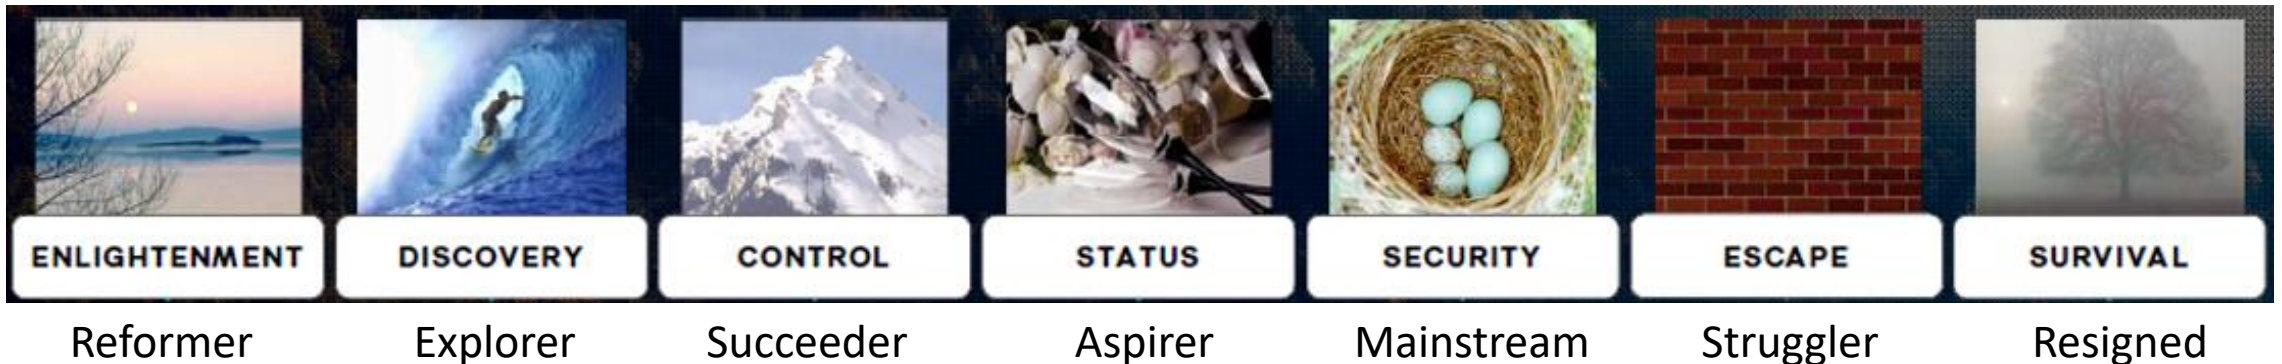 ENLIGHTENMENT DISCOVERY CONTROL STATUS SECURITY ESCAPE SURVIVAL
Reformer Explorer Succeeder Aspirer Mainstream Struggler Resigned